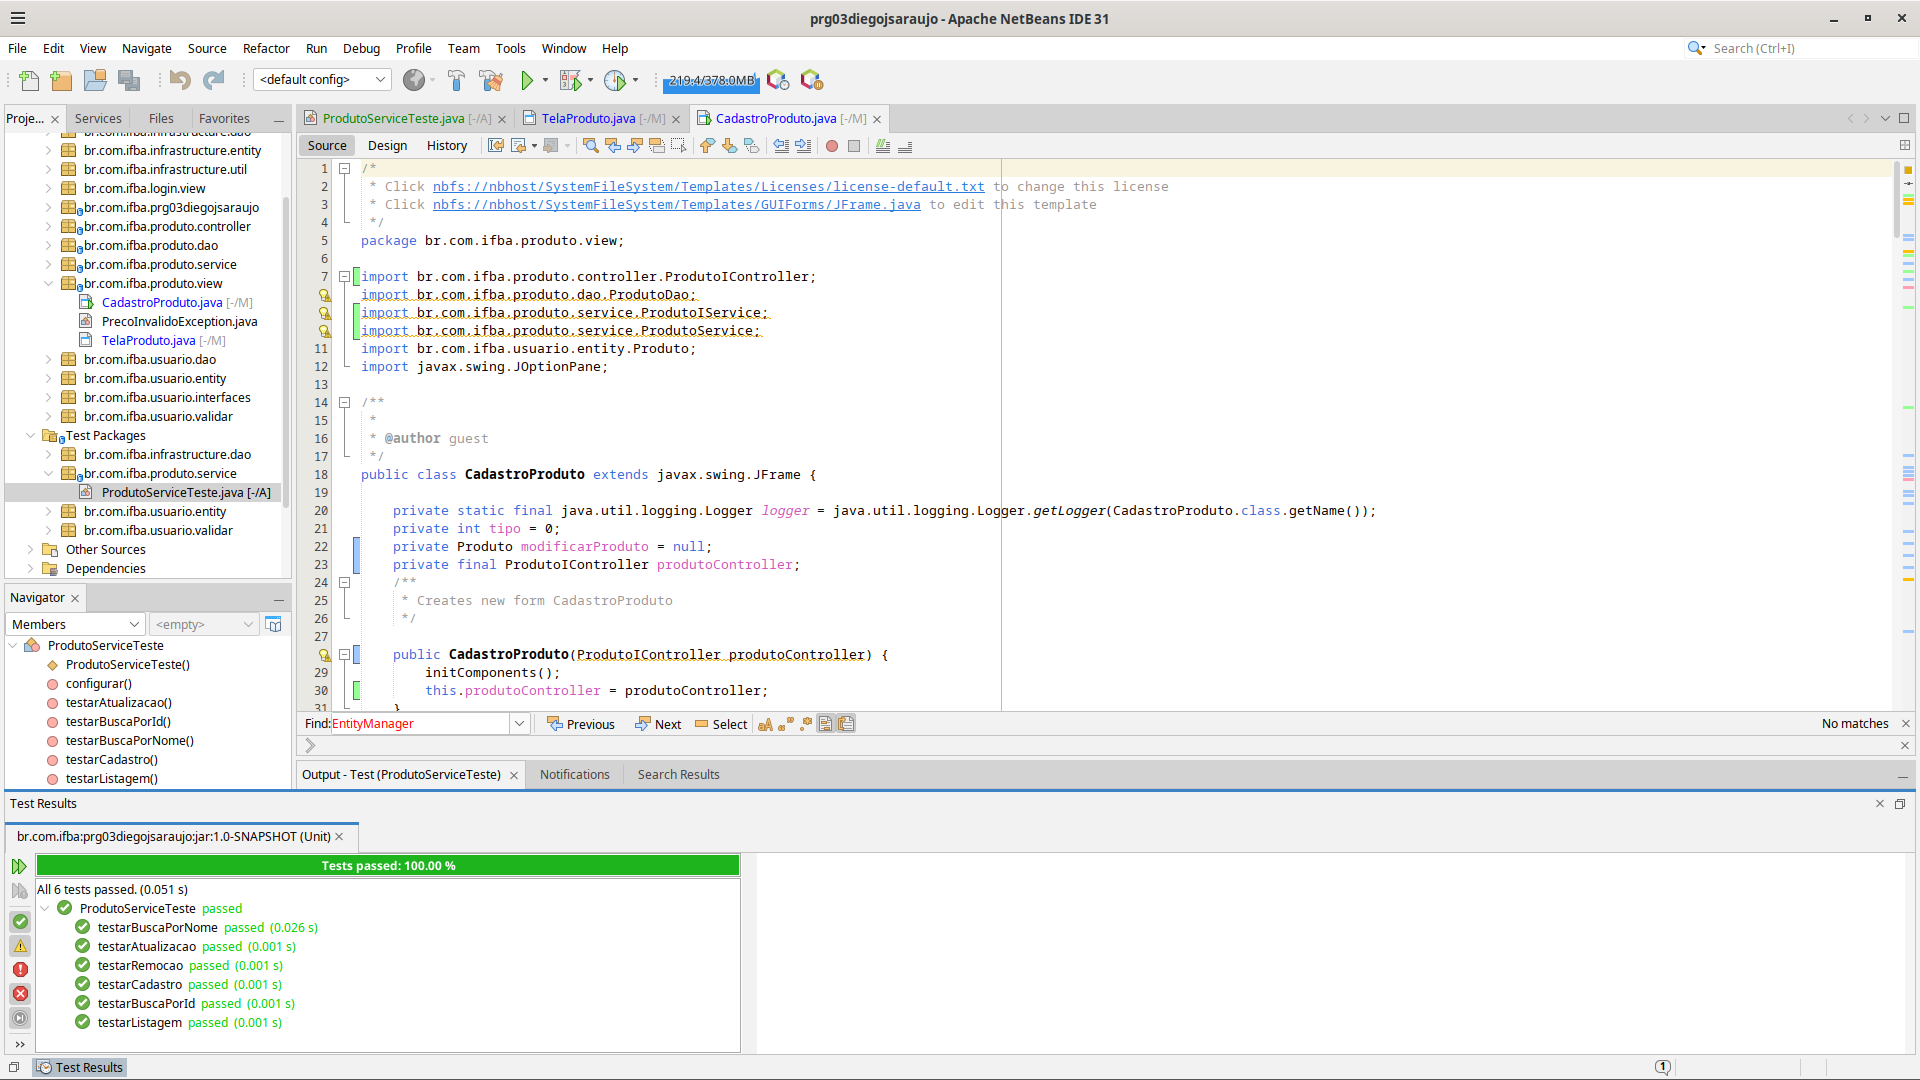 prg03diegojsaraujo - Apache NetBeans IDE 31
File Edit View Navigate Source Refactor Run Debug Profile Team Tools Window Help
Search (Ctrl+I)
<default config>
219.4/378.0MB
Proje... Services Files Favorites
br.com.ifba.infrastructure.dao
br.com.ifba.infrastructure.entity
br.com.ifba.infrastructure.util
br.com.ifba.login.view
br.com.ifba.prg03diegojsaraujo
br.com.ifba.produto.controller
br.com.ifba.produto.dao
br.com.ifba.produto.service
br.com.ifba.produto.view
CadastroProduto.java [-/M]
PrecoInvalidoException.java
TelaProduto.java [-/M]
br.com.ifba.usuario.dao
br.com.ifba.usuario.entity
br.com.ifba.usuario.interfaces
br.com.ifba.usuario.validar
Test Packages
br.com.ifba.infrastructure.dao
br.com.ifba.produto.service
ProdutoServiceTeste.java [-/A]
br.com.ifba.usuario.entity
br.com.ifba.usuario.validar
Other Sources
Dependencies
Navigator
Members
<empty>
ProdutoServiceTeste
ProdutoServiceTeste()
configurar()
testarAtualizacao()
testarBuscaPorId()
testarBuscaPorNome()
testarCadastro()
testarListagem()
ProdutoServiceTeste.java [-/A] TelaProduto.java [-/M] CadastroProduto.java [-/M]
Source Design History
1 /*
2 * Click nbfs://nbhost/SystemFileSystem/Templates/Licenses/license-default.txt to change this license
3 * Click nbfs://nbhost/SystemFileSystem/Templates/GUIForms/JFrame.java to edit this template
4 */
5 package br.com.ifba.produto.view;
6
7 import br.com.ifba.produto.controller.ProdutoIController;
import br.com.ifba.produto.dao.ProdutoDao;
import br.com.ifba.produto.service.ProdutoIService;
import br.com.ifba.produto.service.ProdutoService;
11 import br.com.ifba.usuario.entity.Produto;
12 import javax.swing.JOptionPane;
13
14 /**
15 *
16 * @author guest
17 */
18 public class CadastroProduto extends javax.swing.JFrame {
19
20 private static final java.util.logging.Logger logger = java.util.logging.Logger.getLogger(CadastroProduto.class.getName());
21 private int tipo = 0;
22 private Produto modificarProduto = null;
23 private final ProdutoIController produtoController;
24 /**
25 * Creates new form CadastroProduto
26 */
27
public CadastroProduto(ProdutoIController produtoController) {
29 initComponents();
30 this.produtoController = produtoController;
31 }
Find: EntityManager Previous Next Select No matches
Output - Test (ProdutoServiceTeste) Notifications Search Results
Test Results
br.com.ifba:prg03diegojsaraujo:jar:1.0-SNAPSHOT (Unit)
Tests passed: 100.00 %
All 6 tests passed. (0.051 s)
ProdutoServiceTeste passed
testarBuscaPorNome passed (0.026 s)
testarAtualizacao passed (0.001 s)
testarRemocao passed (0.001 s)
testarCadastro passed (0.001 s)
testarBuscaPorId passed (0.001 s)
testarListagem passed (0.001 s)
Test Results
1